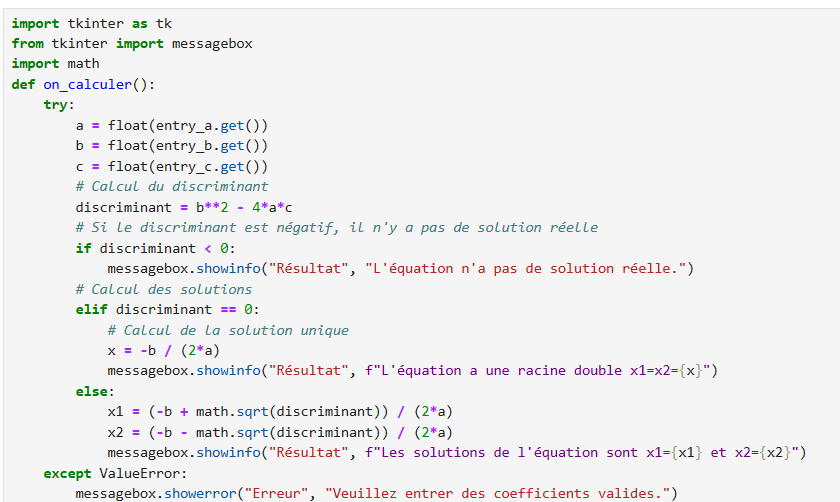 import tkinter as tk
from tkinter import messagebox
import math
def on_calculer():
    try:
        a = float(entry_a.get())
        b = float(entry_b.get())
        c = float(entry_c.get())
        # Calcul du discriminant
        discriminant = b**2 - 4*a*c
        # Si le discriminant est négatif, il n'y a pas de solution réelle
        if discriminant < 0:
            messagebox.showinfo("Résultat", "L'équation n'a pas de solution réelle.")
        # Calcul des solutions
        elif discriminant == 0:
            # Calcul de la solution unique
            x = -b / (2*a)
            messagebox.showinfo("Résultat", f"L'équation a une racine double x1=x2={x}")
        else:
            x1 = (-b + math.sqrt(discriminant)) / (2*a)
            x2 = (-b - math.sqrt(discriminant)) / (2*a)
            messagebox.showinfo("Résultat", f"Les solutions de l'équation sont x1={x1} et x2={x2}")
    except ValueError:
        messagebox.showerror("Erreur", "Veuillez entrer des coefficients valides.")